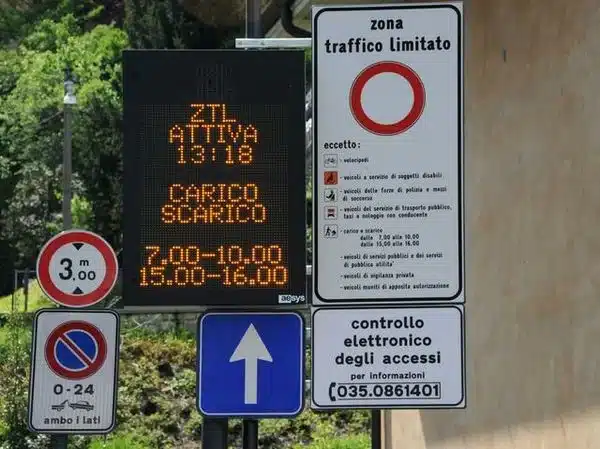 ZTL
ATTIVA
13:18
CARICO
SCARICO
7.00-10.00
15.00-16.00
aesys
zona
traffico limitato
eccetto:
- velocipedi
- veicoli a servizio di soggetti disabili
- veicoli delle forze di polizia e mezzi
di soccorso
- veicoli del servizio di trasporto pubblico,
taxi e noleggio con conducente
- carico e scarico
dalle 7.00 alle 10.00
dalle 15.00 alle 16.00
- veicoli di servizi pubblici e dei servizi
di pubblica utilita'
- veicoli di vigilanza privata
- veicoli muniti di apposita autorizzazione
3,00 m
0-24
ambo i lati
controllo
elettronico
degli accessi
per informazioni
035.0861401